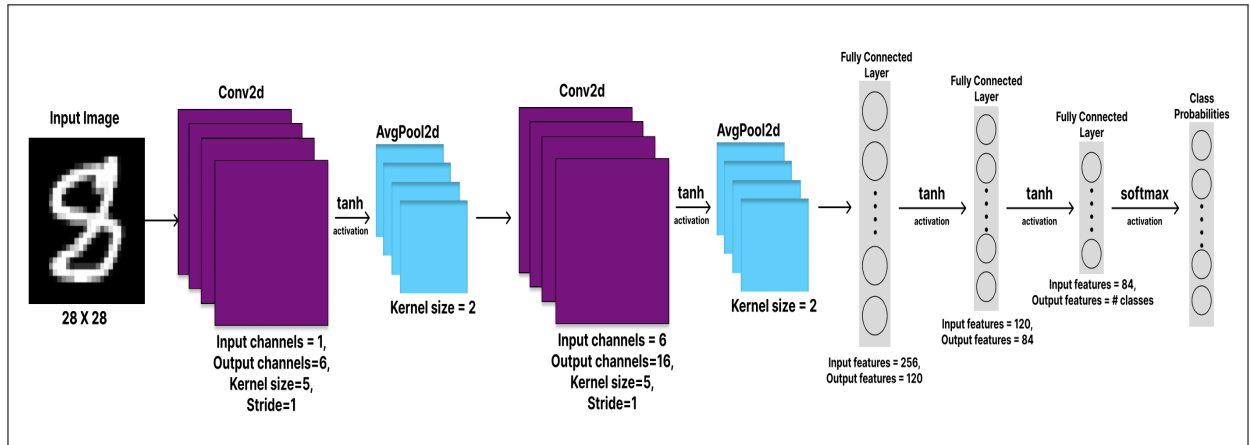 Input Image
28 X 28
Conv2d
Input channels = 1,
Output channels=6,
Kernel size=5,
Stride=1
tanh
activation
AvgPool2d
Kernel size = 2
Conv2d
Input channels = 6
Output channels=16,
Kernel size=5,
Stride=1
tanh
activation
AvgPool2d
Kernel size = 2
Fully Connected
Layer
Input features = 256,
Output features = 120
tanh
activation
Fully Connected
Layer
Input features = 120,
Output features = 84
tanh
activation
Fully Connected
Layer
Input features = 84,
Output features = # classes
softmax
activation
Class
Probabilities